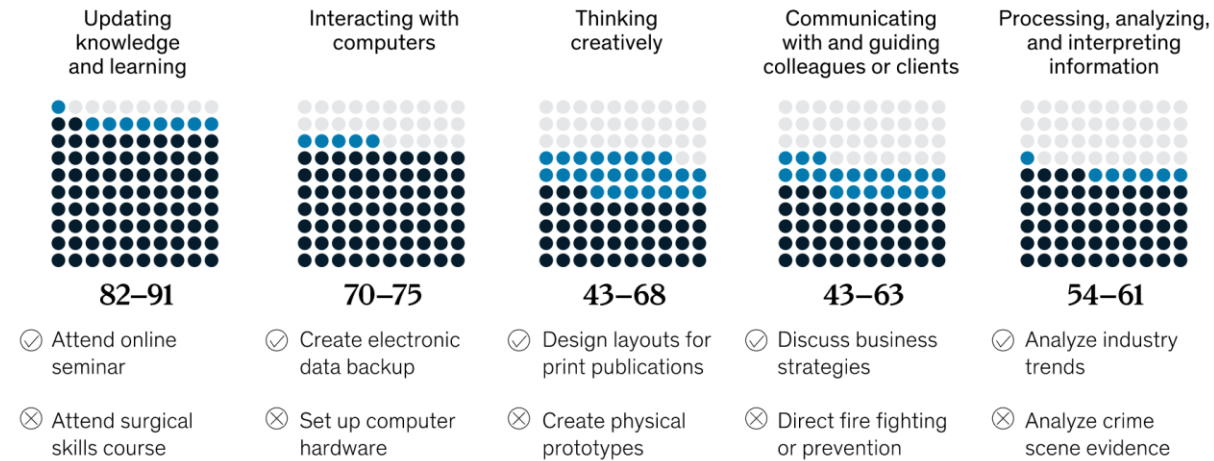 Updating
knowledge
and learning
Interacting with
computers
Thinking
creatively
Communicating
with and guiding
colleagues or clients
Processing, analyzing,
and interpreting
information
82–91
70–75
43–68
43–63
54–61
Attend online
seminar
Create electronic
data backup
Design layouts for
print publications
Discuss business
strategies
Analyze industry
trends
Attend surgical
skills course
Set up computer
hardware
Create physical
prototypes
Direct fire fighting
or prevention
Analyze crime
scene evidence